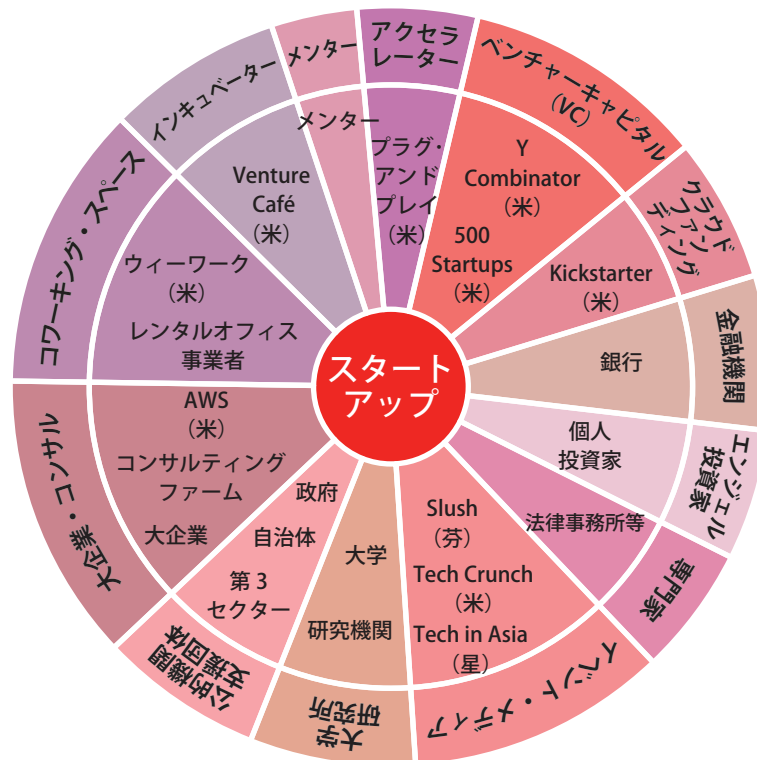 スタート
アップ
アクセラ
レーター
プラグ・
アンド
プレイ
（米）
ベンチャーキャピタル
（VC）
Y
Combinator
（米）
500
Startups
（米）
クラウド
ファン
ディング
Kickstarter
（米）
金融機関
銀行
エンジェル
投資家
個人
投資家
専門家
法律事務所等
イベント・メディア
Slush
（芬）
Tech Crunch
（米）
Tech in Asia
（星）
大学
研究所
大学
研究機関
公的機関
支援団体
政府
自治体
第 3
セクター
大企業・コンサル
AWS
（米）
コンサルティング
ファーム
大企業
コワーキング・スペース
ウィーワーク
（米）
レンタルオフィス
事業者
インキュベーター
Venture
Café
（米）
メンター
メンター